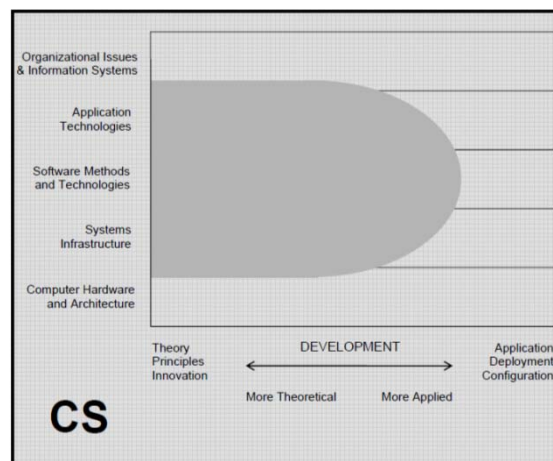 Organizational Issues
& Information Systems
Application
Technologies
Software Methods
and Technologies
Systems
Infrastructure
Computer Hardware
and Architecture
Theory
Principles
Innovation
DEVELOPMENT
More Theoretical
More Applied
Application
Deployment
Configuration
CS